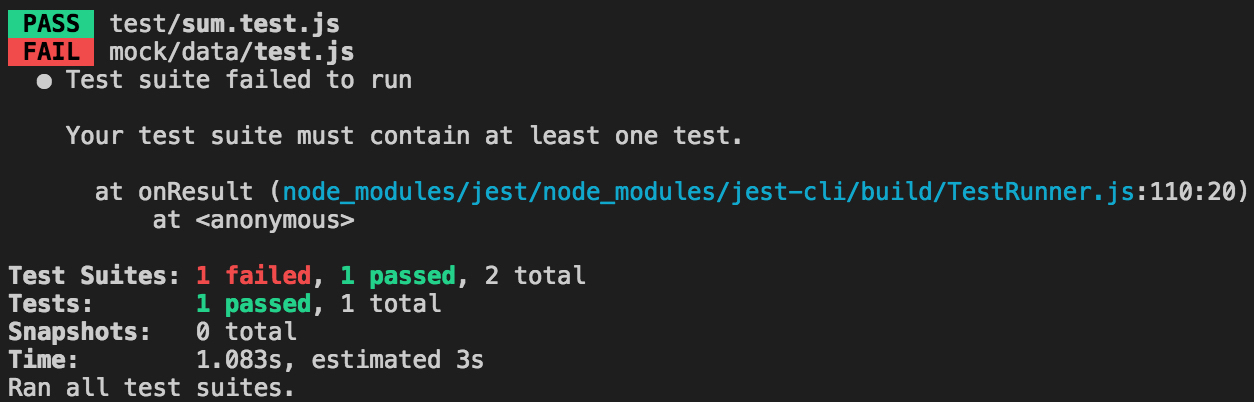 PASS test/sum.test.js
FAIL mock/data/test.js
● Test suite failed to run
Your test suite must contain at least one test.
at onResult (node_modules/jest/node_modules/jest-cli/build/TestRunner.js:110:20)
at <anonymous>
Test Suites: 1 failed, 1 passed, 2 total
Tests: 1 passed, 1 total
Snapshots: 0 total
Time: 1.083s, estimated 3s
Ran all test suites.